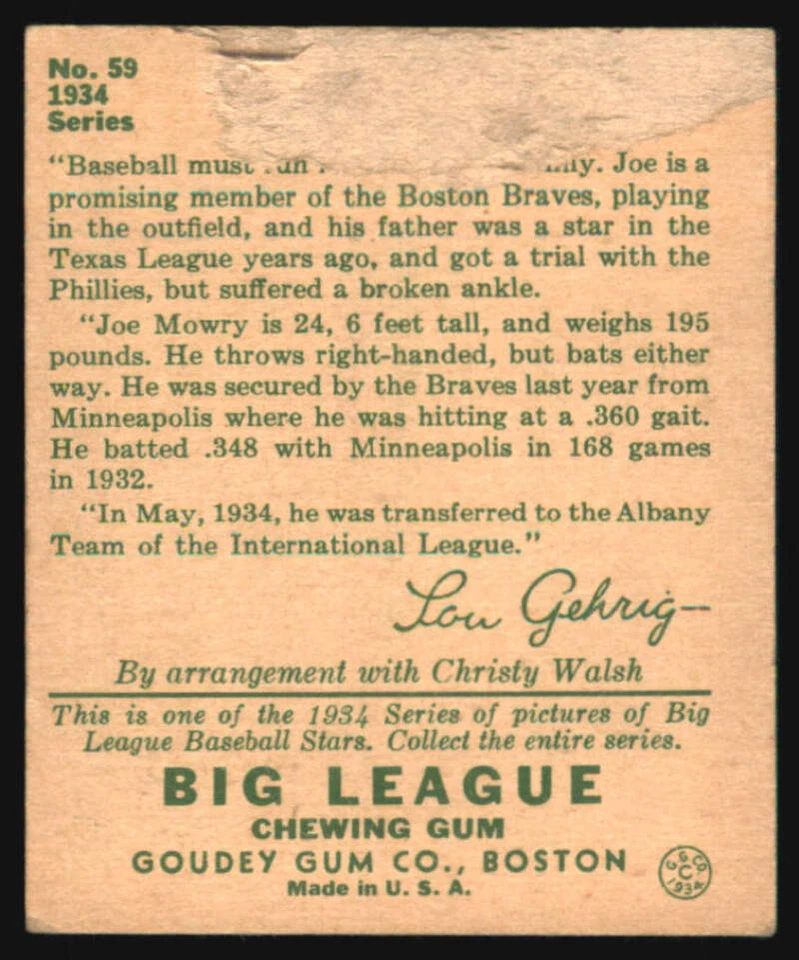 No. 59
1934
Series
"Baseball must run . Joe is a
promising member of the Boston Braves, playing
in the outfield, and his father was a star in the
Texas League years ago, and got a trial with the
Phillies, but suffered a broken ankle.
"Joe Mowry is 24, 6 feet tall, and weighs 195
pounds. He throws right-handed, but bats either
way. He was secured by the Braves last year from
Minneapolis where he was hitting at a .360 gait.
He batted .348 with Minneapolis in 168 games
in 1932.
"In May, 1934, he was transferred to the Albany
Team of the International League."
Lou Gehrig—
By arrangement with Christy Walsh
This is one of the 1934 Series of pictures of Big
League Baseball Stars. Collect the entire series.
BIG LEAGUE
CHEWING GUM
GOUDEY GUM CO., BOSTON
Made in U. S. A.
G. G. CO.
C
1934